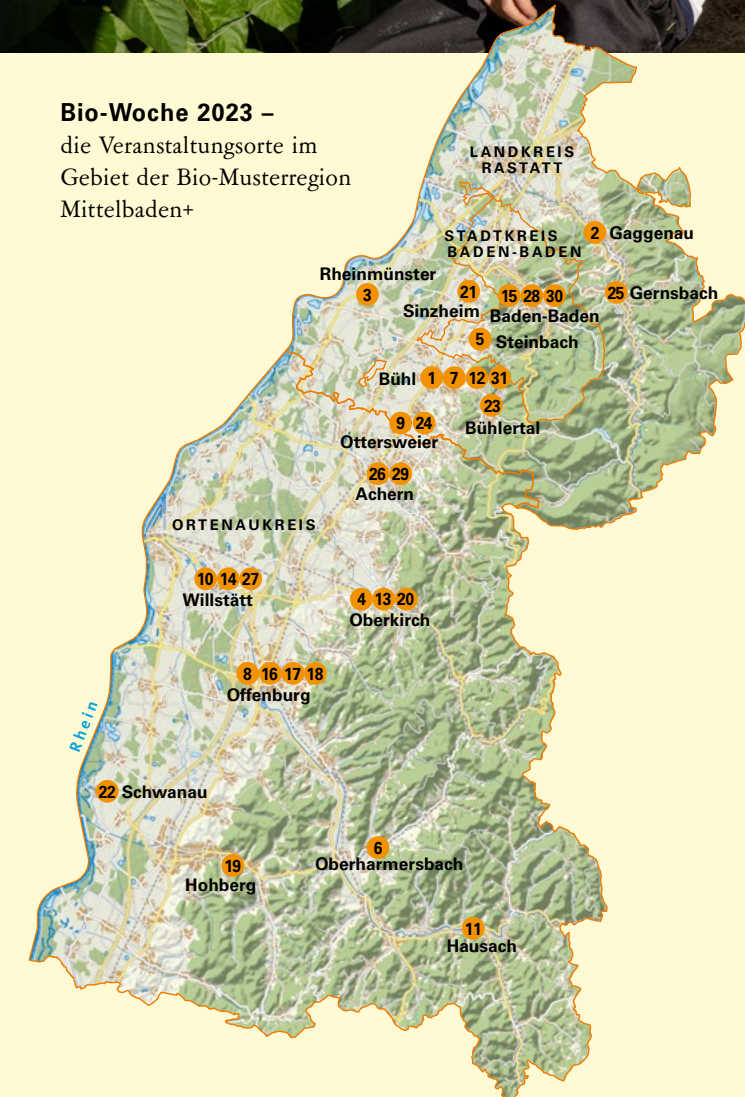 Bio-Woche 2023 –
die Veranstaltungsorte im
Gebiet der Bio-Musterregion
Mittelbaden+
LANDKREIS
RASTATT
STADTKREIS
BADEN-BADEN
2 Gaggenau
Rheinmünster
3
21
Sinzheim
15 28 30
Baden-Baden
25 Gernsbach
5 Steinbach
Bühl 1 7 12 31
23
Bühlertal
9 24
Ottersweier
26 29
Achern
ORTENAUKREIS
10 14 27
Willstätt
4 13 20
Oberkirch
8 16 17 18
Offenburg
Rhein
22 Schwanau
6
Oberharmersbach
19
Hohberg
11
Hausach